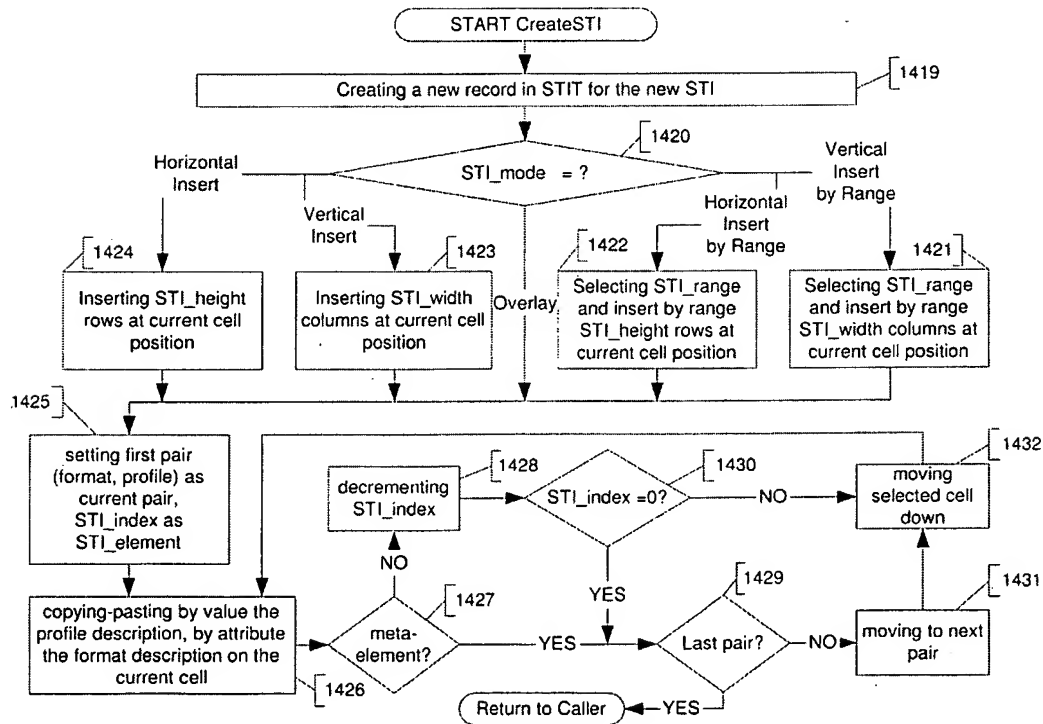 START CreateSTI
1419
Creating a new record in STIT for the new STI
1420
STI_mode = ?
Horizontal
Insert
Vertical
Insert
Overlay
Horizontal
Insert
by Range
Vertical
Insert
by Range
1424
Inserting STI_height
rows at current cell
position
1423
Inserting STI_width
columns at current cell
position
1422
Selecting STI_range
and insert by range
STI_height rows at
current cell position
1421
Selecting STI_range
and insert by range
STI_width columns at
current cell position
1425
setting first pair
(format, profile) as
current pair,
STI_index as
STI_element
1428
decrementing
STI_index
1430
STI_index =0?
NO
1432
moving
selected cell
down
NO
YES
1426
copying-pasting by value the
profile description, by attribute
the format description on the
current cell
1427
meta-
element?
YES
1429
Last pair?
NO
1431
moving to next
pair
YES
Return to Caller